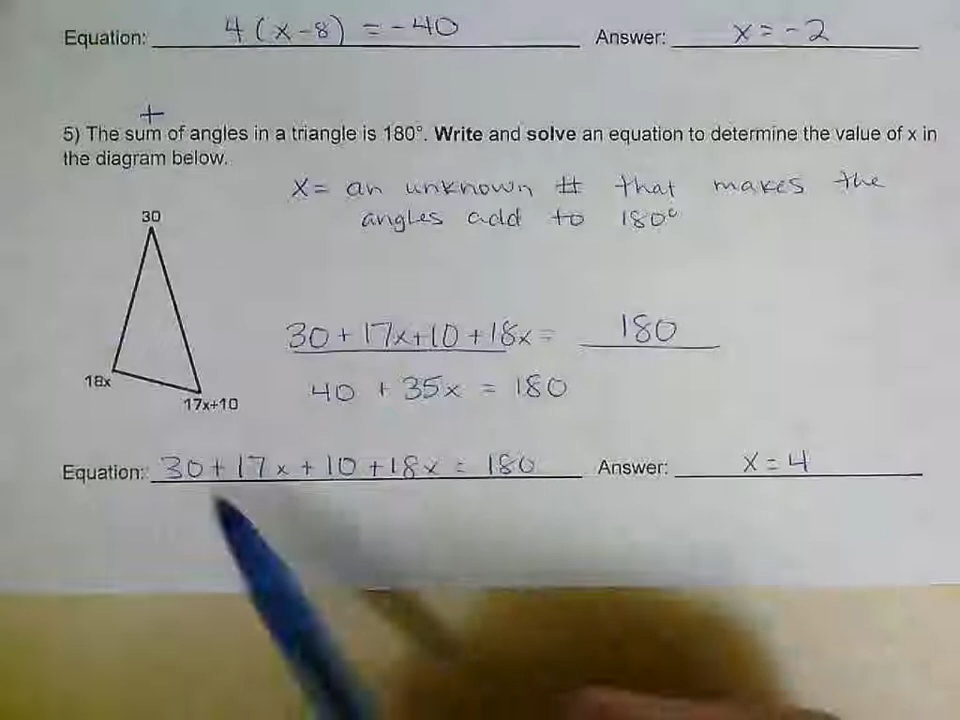 Equation: 4(x-8) = -40 Answer: x = -2
+
5) The sum of angles in a triangle is 180°. Write and solve an equation to determine the value of x in
the diagram below.
x = an unknown # that makes the
angles add to 180°
30
30 + 17x+10 + 18x = 180
18x
40 + 35x = 180
17x+10
Equation: 30 + 17x + 10 + 18x = 180 Answer: x = 4